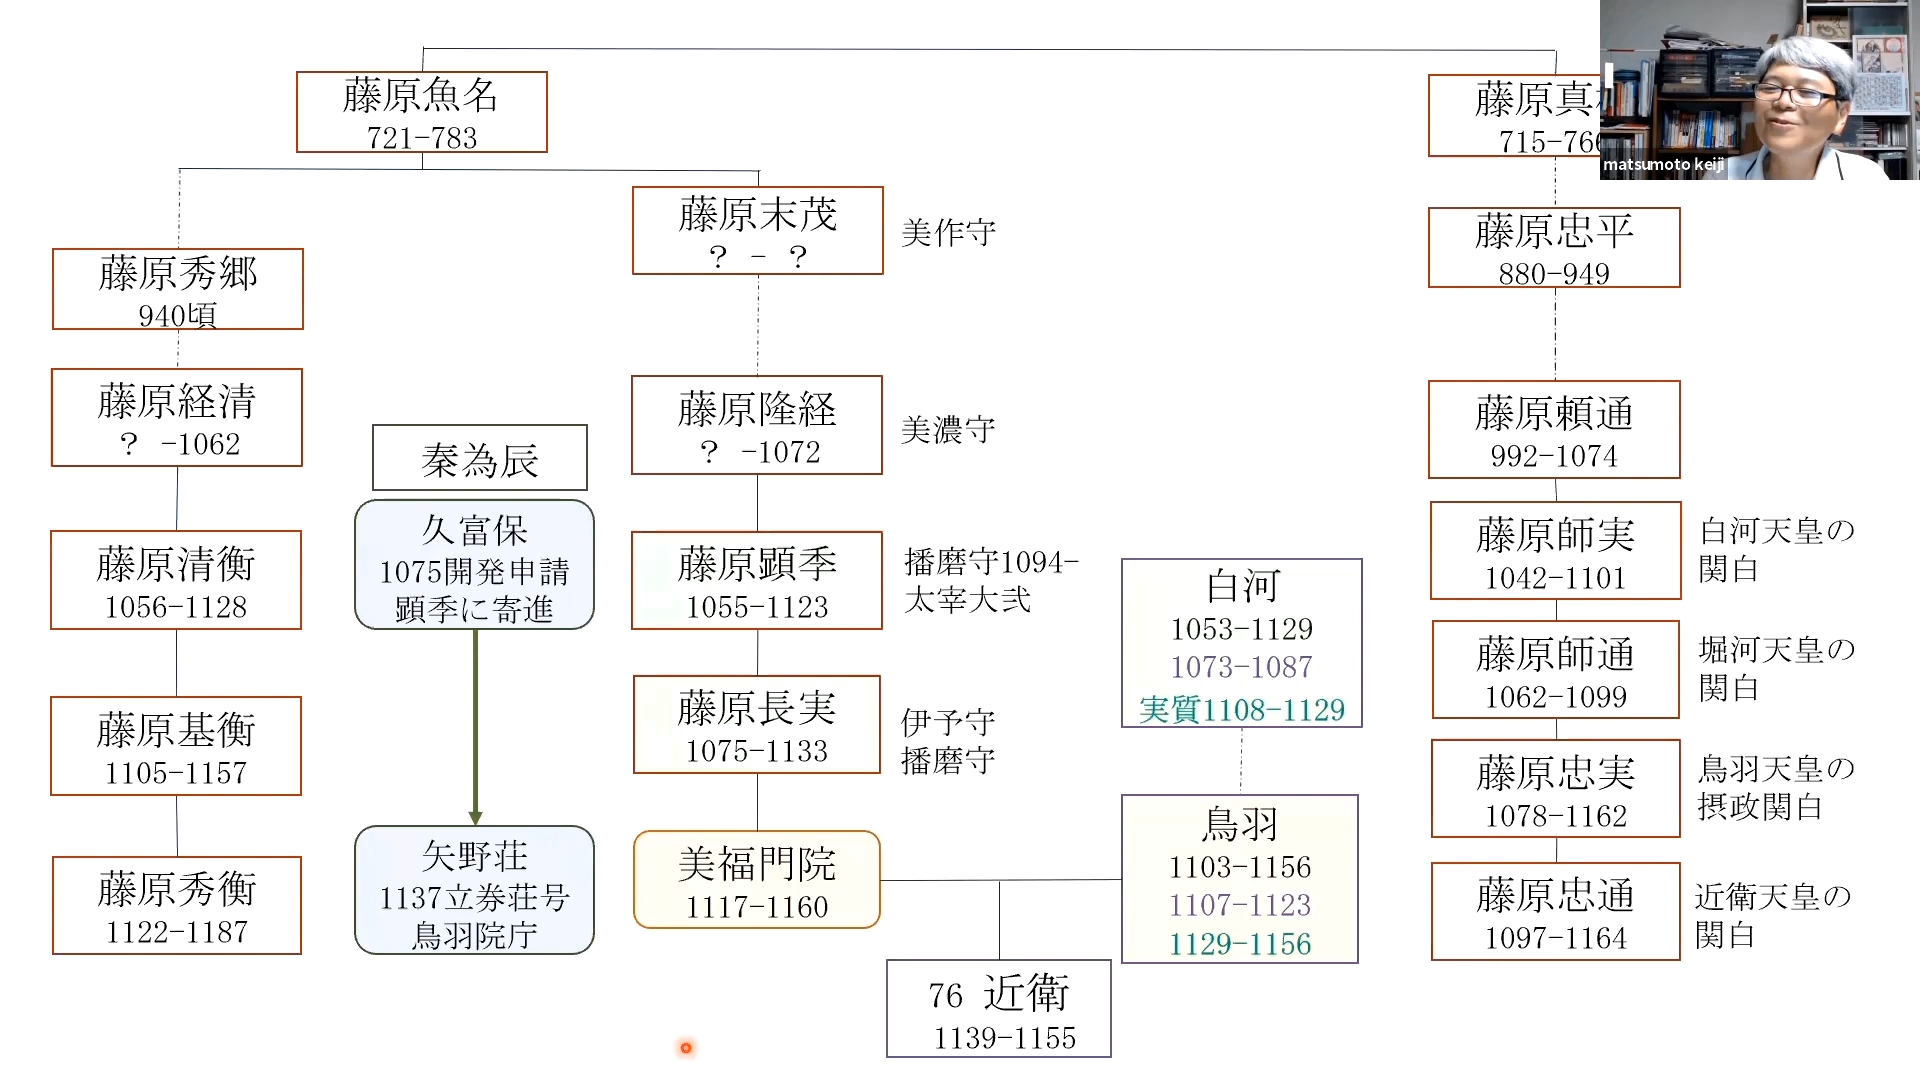 藤原魚名
721-783
藤原真
715-76
matsumoto keiji
藤原末茂
？ - ？
美作守
藤原忠平
880-949
藤原秀郷
940頃
藤原経清
？ -1062
藤原隆経
？ -1072
美濃守
藤原頼通
992-1074
秦為辰
久富保
1075開発申請
顕季に寄進
藤原清衡
1056-1128
藤原顕季
1055-1123
播磨守1094-
太宰大弐
白河
1053-1129
1073-1087
実質1108-1129
藤原師実
1042-1101
白河天皇の
関白
藤原師通
1062-1099
堀河天皇の
関白
藤原基衡
1105-1157
藤原長実
1075-1133
伊予守
播磨守
藤原忠実
1078-1162
鳥羽天皇の
摂政関白
藤原秀衡
1122-1187
矢野荘
1137立券荘号
鳥羽院庁
美福門院
1117-1160
鳥羽
1103-1156
1107-1123
1129-1156
藤原忠通
1097-1164
近衛天皇の
関白
76 近衛
1139-1155